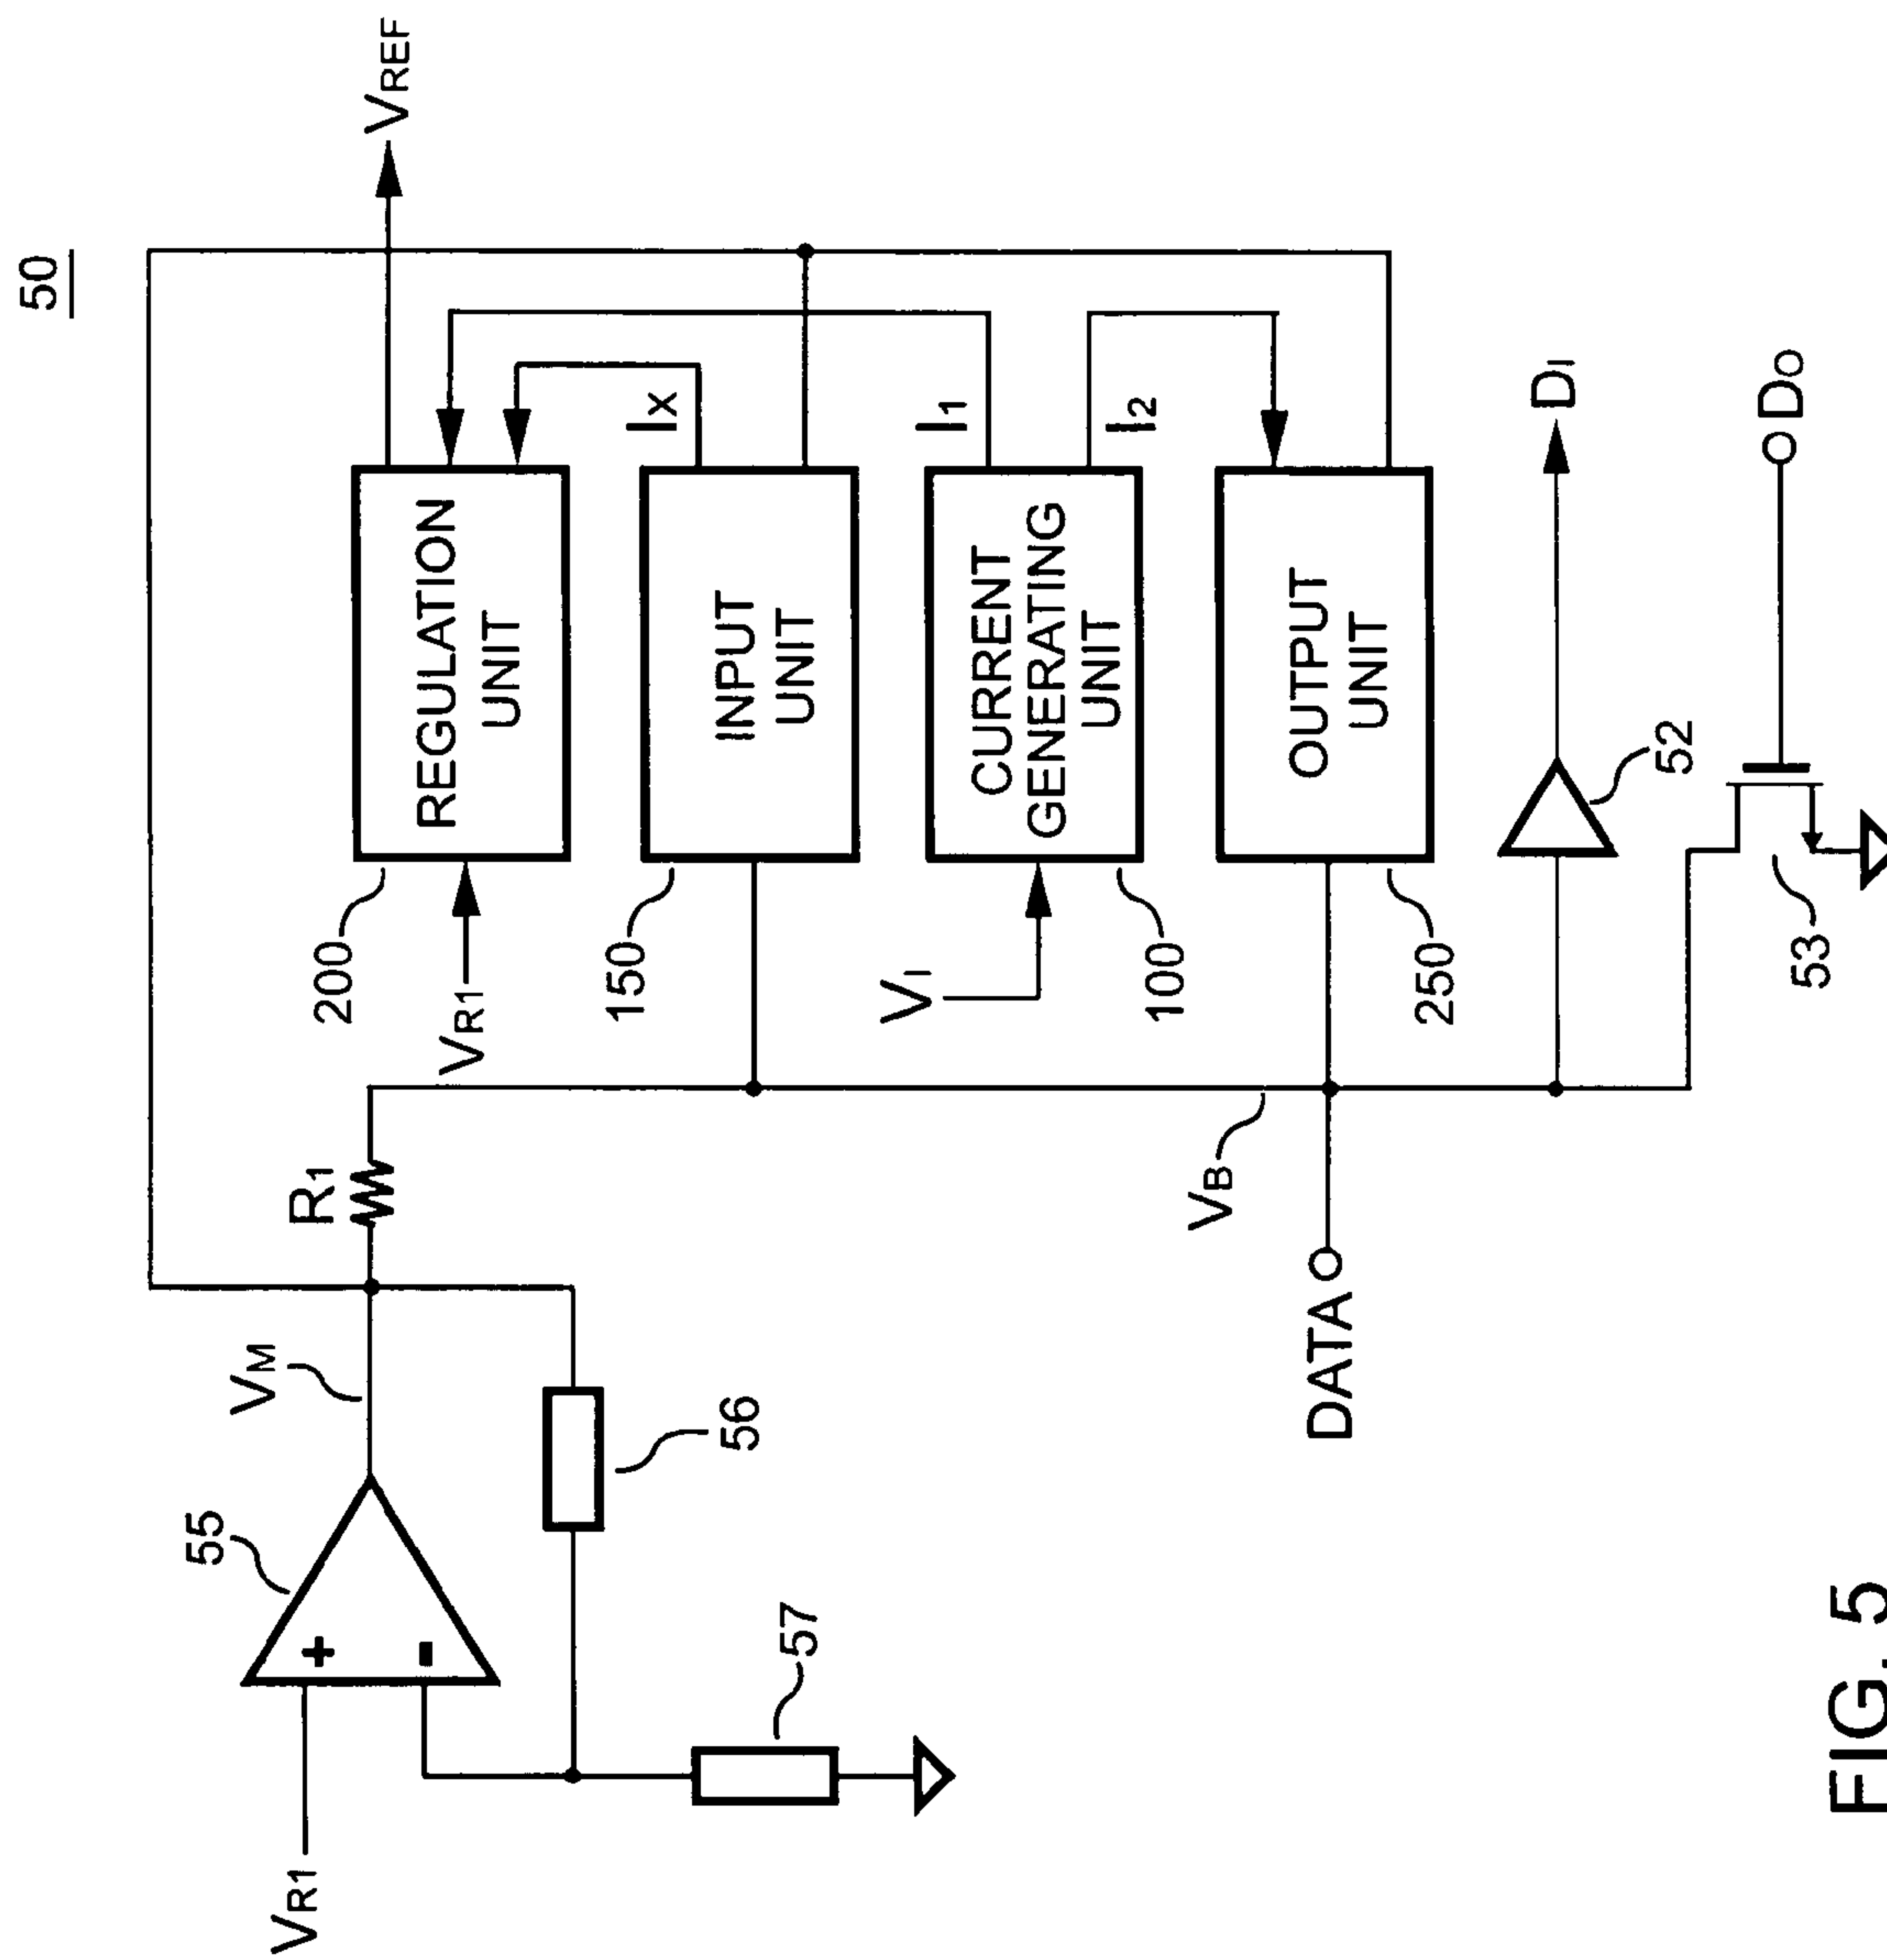 50
VREF
VR1
55
VM
R1
56
57
200
VR1
REGULATION
UNIT
150
INPUT
UNIT
IX
VI
100
CURRENT
GENERATING
UNIT
I1
I2
250
OUTPUT
UNIT
VB
DATA
52
DI
53
DO
FIG. 5